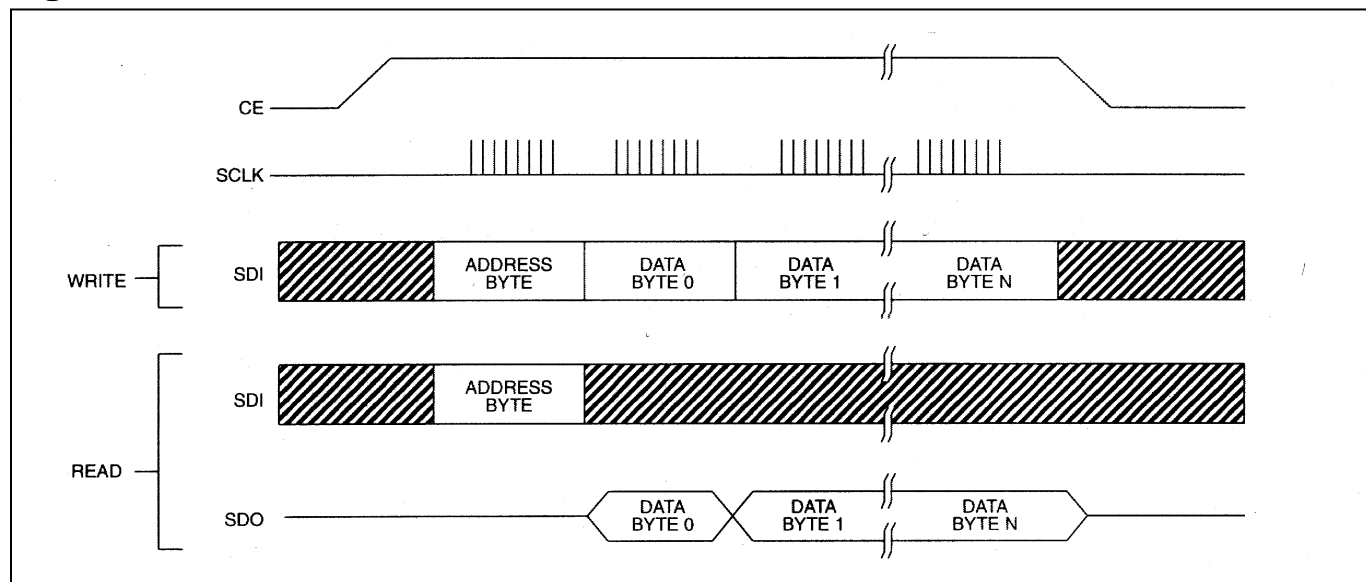 CE
SCLK
WRITE
SDI
ADDRESS
BYTE
DATA
BYTE 0
DATA
BYTE 1
DATA
BYTE N
READ
SDI
ADDRESS
BYTE
SDO
DATA
BYTE 0
DATA
BYTE 1
DATA
BYTE N